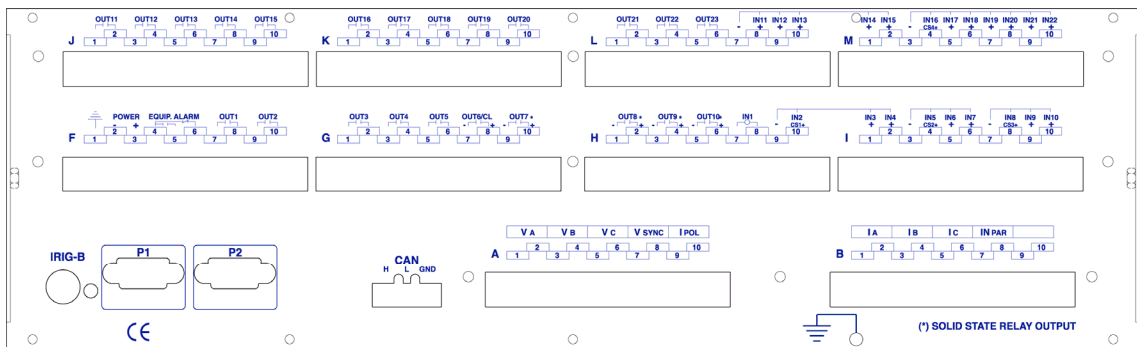 OUT11 OUT12 OUT13 OUT14 OUT15
J 1 2 3 4 5 6 7 8 9 10
OUT16 OUT17 OUT18 OUT19 OUT20
K 1 2 3 4 5 6 7 8 9 10
OUT21 OUT22 OUT23 - IN11 + IN12 + IN13 +
L 1 2 3 4 5 6 7 8 9 10
IN14 + IN15 + - IN16 CS4+ IN17 + IN18 + IN19 + IN20 + IN21 + IN22 +
M 1 2 3 4 5 6 7 8 9 10
POWER - + EQUIP. ALARM OUT1 OUT2
F 1 2 3 4 5 6 7 8 9 10
OUT3 OUT4 OUT5 OUT6/CL - + OUT7 * - +
G 1 2 3 4 5 6 7 8 9 10
OUT8 * - + OUT9 * - + OUT10* - + IN1 - IN2 CS1+
H 1 2 3 4 5 6 7 8 9 10
IN3 + IN4 + - IN5 CS2+ IN6 + IN7 + - IN8 CS3+ IN9 + IN10 +
I 1 2 3 4 5 6 7 8 9 10
V A V B V C V SYNC I POL
A 1 2 3 4 5 6 7 8 9 10
I A I B I C IN PAR
B 1 2 3 4 5 6 7 8 9 10
IRIG-B
P1
P2
CAN
H L GND
CE
(*) SOLID STATE RELAY OUTPUT